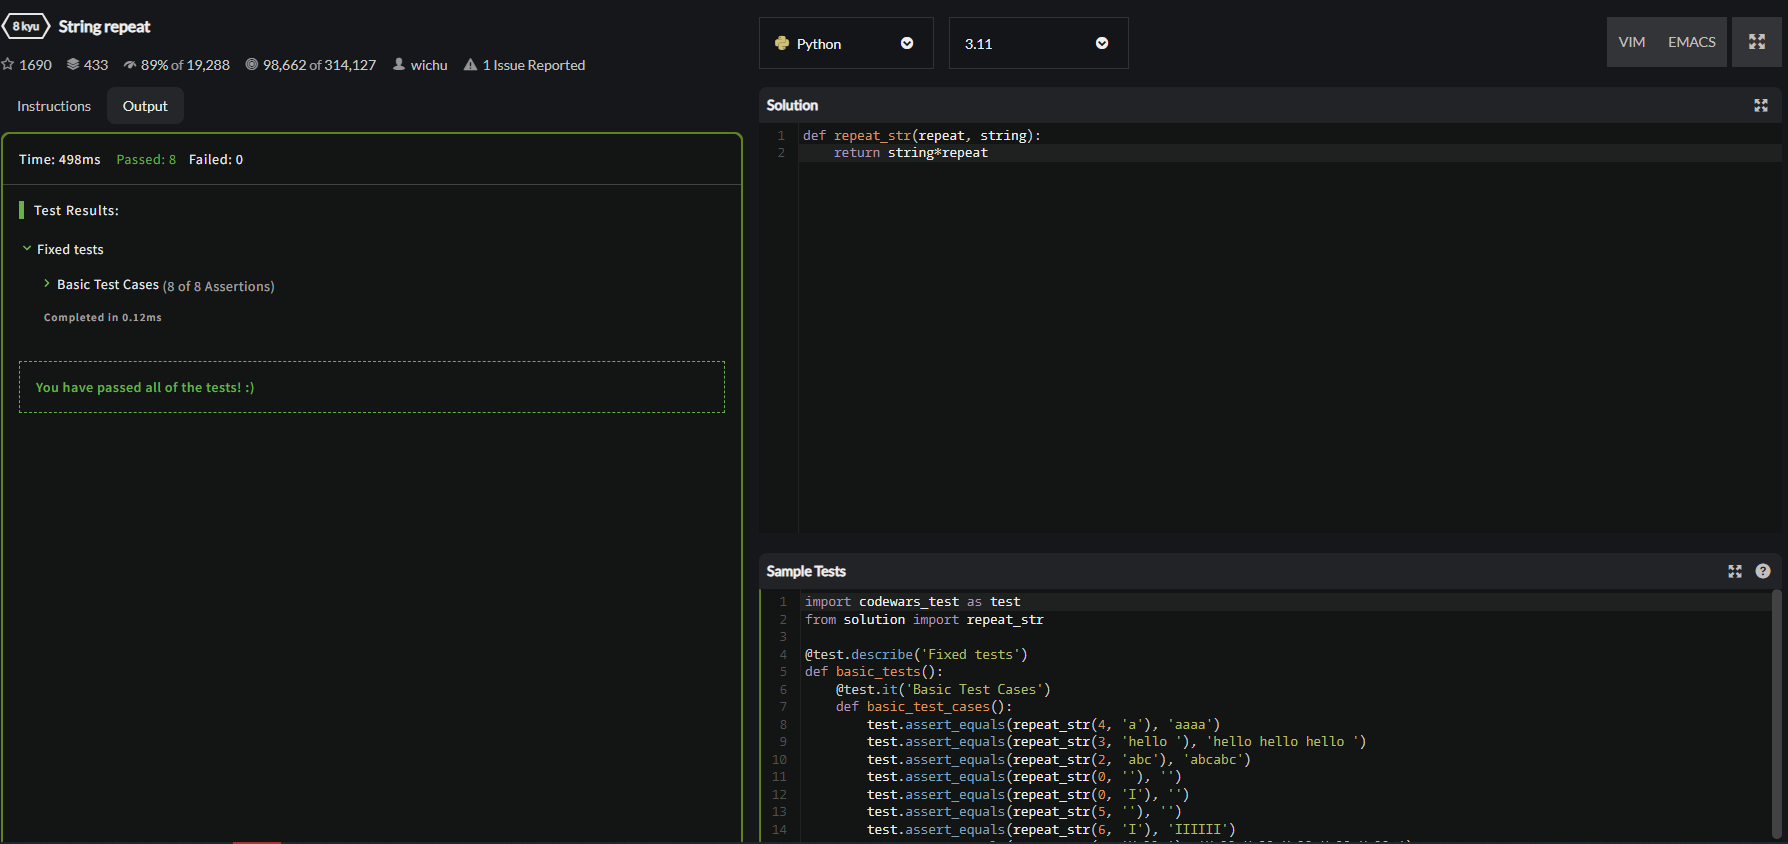 8 kyu String repeat
1690 433 89% of 19,288 98,662 of 314,127 wichu 1 Issue Reported
Instructions Output
Time: 498ms Passed: 8 Failed: 0
Test Results:
Fixed tests
Basic Test Cases (8 of 8 Assertions)
Completed in 0.12ms
You have passed all of the tests! :)
Python 3.11 VIM EMACS
Solution
1 def repeat_str(repeat, string):
2     return string*repeat
Sample Tests
1 import codewars_test as test
2 from solution import repeat_str
3
4 @test.describe('Fixed tests')
5 def basic_tests():
6     @test.it('Basic Test Cases')
7     def basic_test_cases():
8         test.assert_equals(repeat_str(4, 'a'), 'aaaa')
9         test.assert_equals(repeat_str(3, 'hello '), 'hello hello hello ')
10         test.assert_equals(repeat_str(2, 'abc'), 'abcabc')
11         test.assert_equals(repeat_str(0, ''), '')
12         test.assert_equals(repeat_str(0, 'I'), '')
13         test.assert_equals(repeat_str(5, ''), '')
14         test.assert_equals(repeat_str(6, 'I'), 'IIIIII')